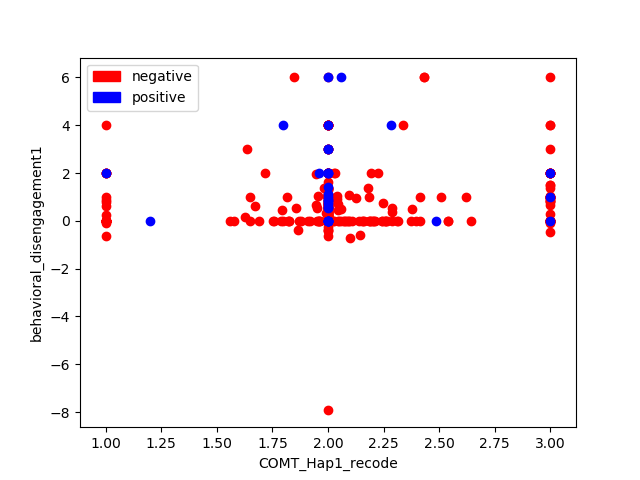 negative
positive
6
4
2
0
−2
−4
−6
−8
behavioral_disengagement1
1.00 1.25 1.50 1.75 2.00 2.25 2.50 2.75 3.00
COMT_Hap1_recode